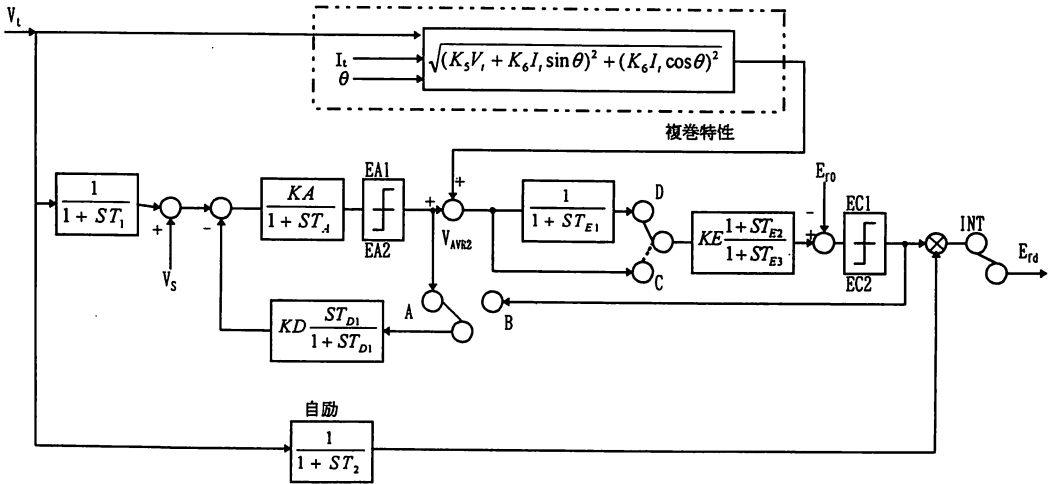 V_t
I_t
θ
√((K_5V_t + K_6I_t sinθ)^2 + (K_6I_t cosθ)^2)
複巻特性
1 / (1 + ST_1)
+
V_S
-
KA / (1 + ST_A)
EA1
EA2
+
+
V_AVR2
1 / (1 + ST_E1)
D
C
KE (1 + ST_E2) / (1 + ST_E3)
E_f0
-
+
EC1
EC2
INT
E_fd
A
B
KD ST_D1 / (1 + ST_D1)
自励
1 / (1 + ST_2)